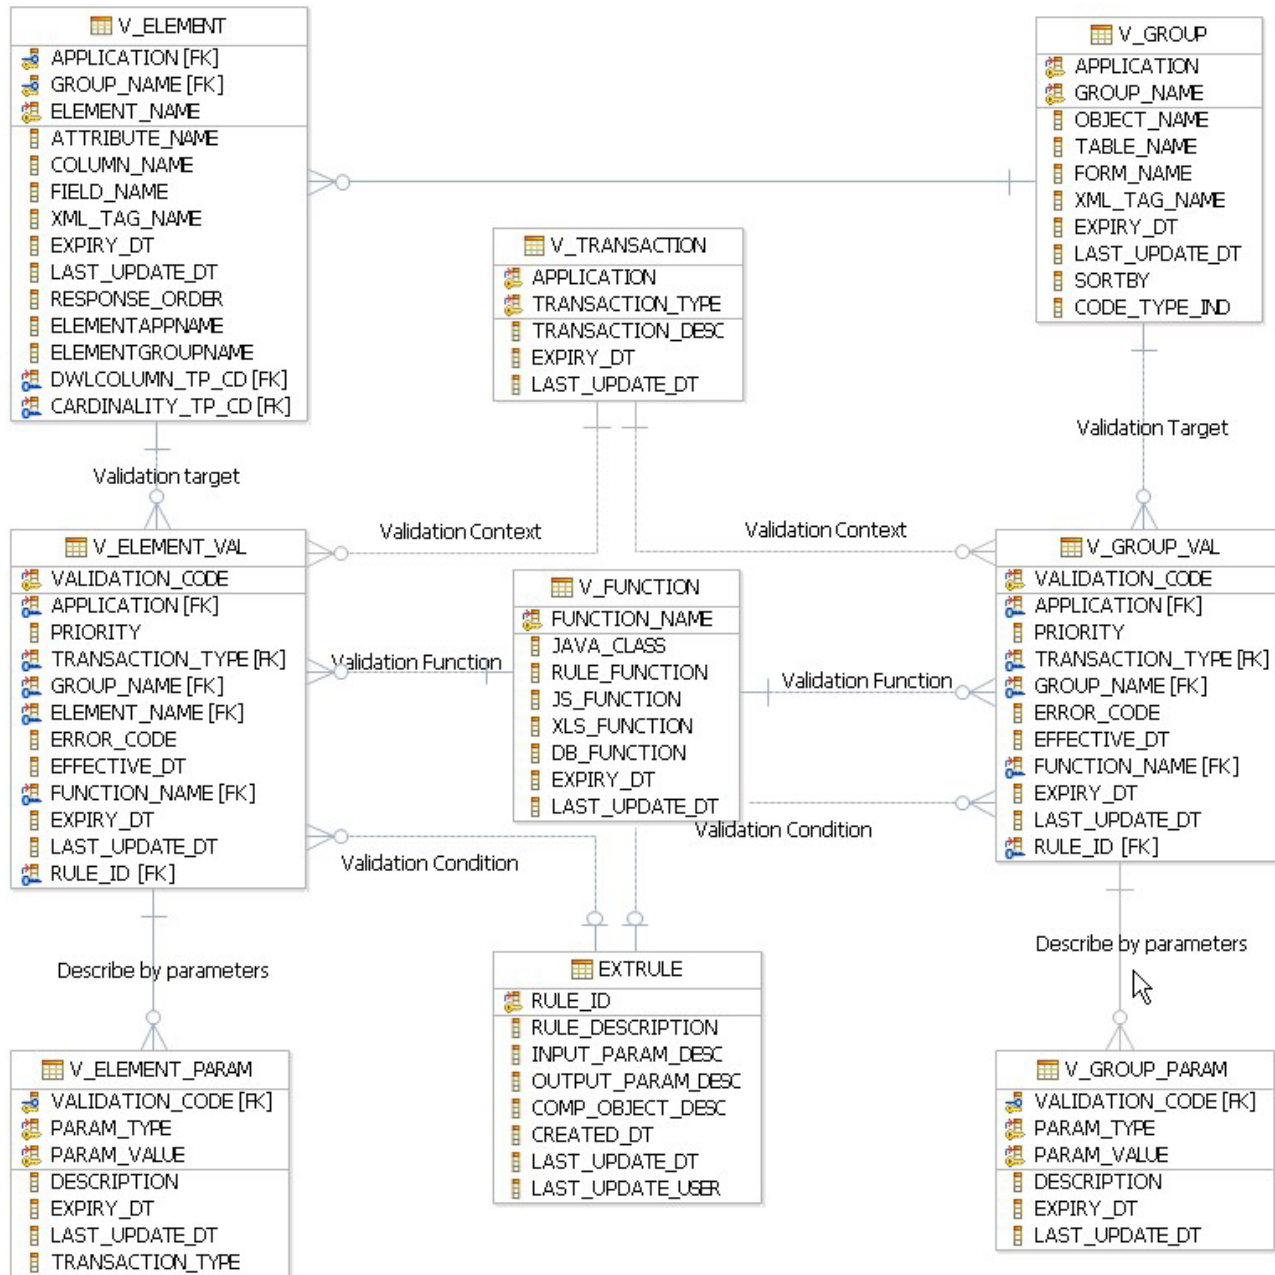 V_ELEMENT
APPLICATION [FK]
GROUP_NAME [FK]
ELEMENT_NAME
ATTRIBUTE_NAME
COLUMN_NAME
FIELD_NAME
XML_TAG_NAME
EXPIRY_DT
LAST_UPDATE_DT
RESPONSE_ORDER
ELEMENTAPPNAME
ELEMENTGROUPNAME
DWLCOLUMN_TP_CD [FK]
CARDINALITY_TP_CD [FK]
V_GROUP
APPLICATION
GROUP_NAME
OBJECT_NAME
TABLE_NAME
FORM_NAME
XML_TAG_NAME
EXPIRY_DT
LAST_UPDATE_DT
SORTBY
CODE_TYPE_IND
V_TRANSACTION
APPLICATION
TRANSACTION_TYPE
TRANSACTION_DESC
EXPIRY_DT
LAST_UPDATE_DT
Validation target
Validation Context
Validation Context
Validation Target
V_ELEMENT_VAL
VALIDATION_CODE
APPLICATION [FK]
PRIORITY
TRANSACTION_TYPE [FK]
GROUP_NAME [FK]
ELEMENT_NAME [FK]
ERROR_CODE
EFFECTIVE_DT
FUNCTION_NAME [FK]
EXPIRY_DT
LAST_UPDATE_DT
RULE_ID [FK]
Validation Function
V_FUNCTION
FUNCTION_NAME
JAVA_CLASS
RULE_FUNCTION
JS_FUNCTION
XLS_FUNCTION
DB_FUNCTION
EXPIRY_DT
LAST_UPDATE_DT
Validation Function
V_GROUP_VAL
VALIDATION_CODE
APPLICATION [FK]
PRIORITY
TRANSACTION_TYPE [FK]
GROUP_NAME [FK]
ERROR_CODE
EFFECTIVE_DT
FUNCTION_NAME [FK]
EXPIRY_DT
LAST_UPDATE_DT
RULE_ID [FK]
Validation Condition
Validation Condition
Describe by parameters
Describe by parameters
V_ELEMENT_PARAM
VALIDATION_CODE [FK]
PARAM_TYPE
PARAM_VALUE
DESCRIPTION
EXPIRY_DT
LAST_UPDATE_DT
TRANSACTION_TYPE
EXTRULE
RULE_ID
RULE_DESCRIPTION
INPUT_PARAM_DESC
OUTPUT_PARAM_DESC
COMP_OBJECT_DESC
CREATED_DT
LAST_UPDATE_DT
LAST_UPDATE_USER
V_GROUP_PARAM
VALIDATION_CODE [FK]
PARAM_TYPE
PARAM_VALUE
DESCRIPTION
EXPIRY_DT
LAST_UPDATE_DT